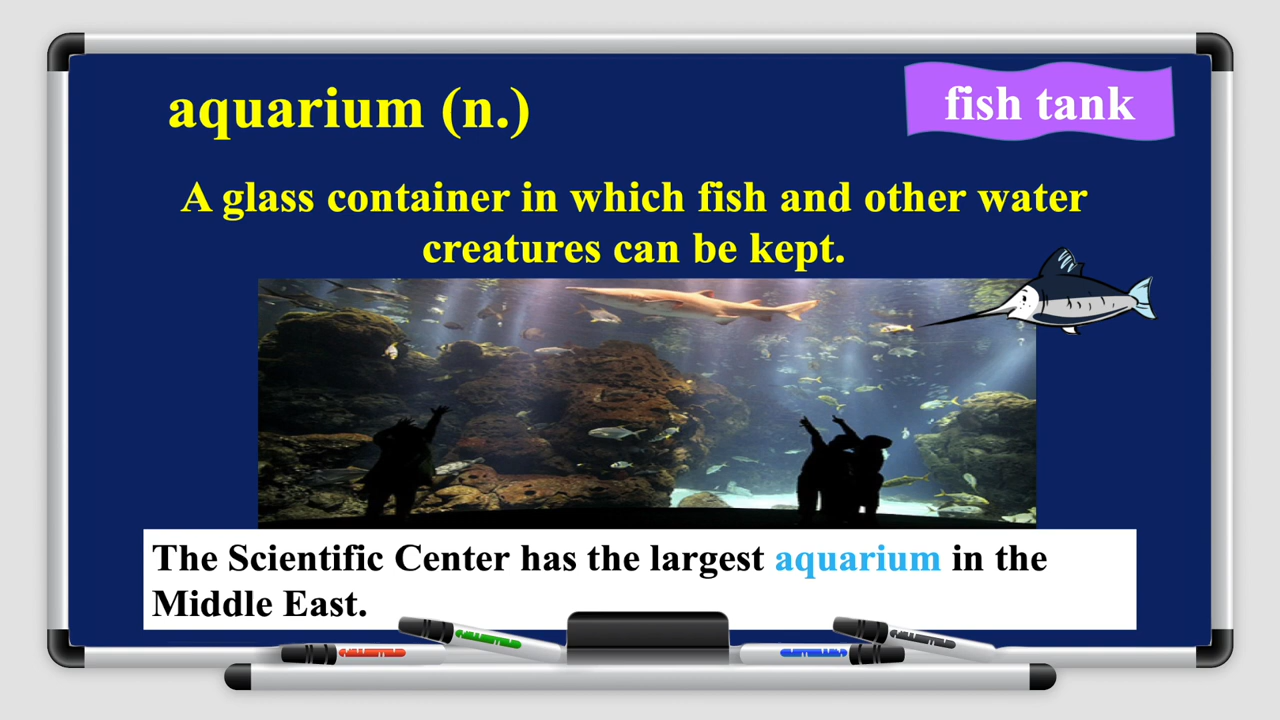 aquarium (n.)
fish tank
A glass container in which fish and other water
creatures can be kept.
The Scientific Center has the largest aquarium in the
Middle East.